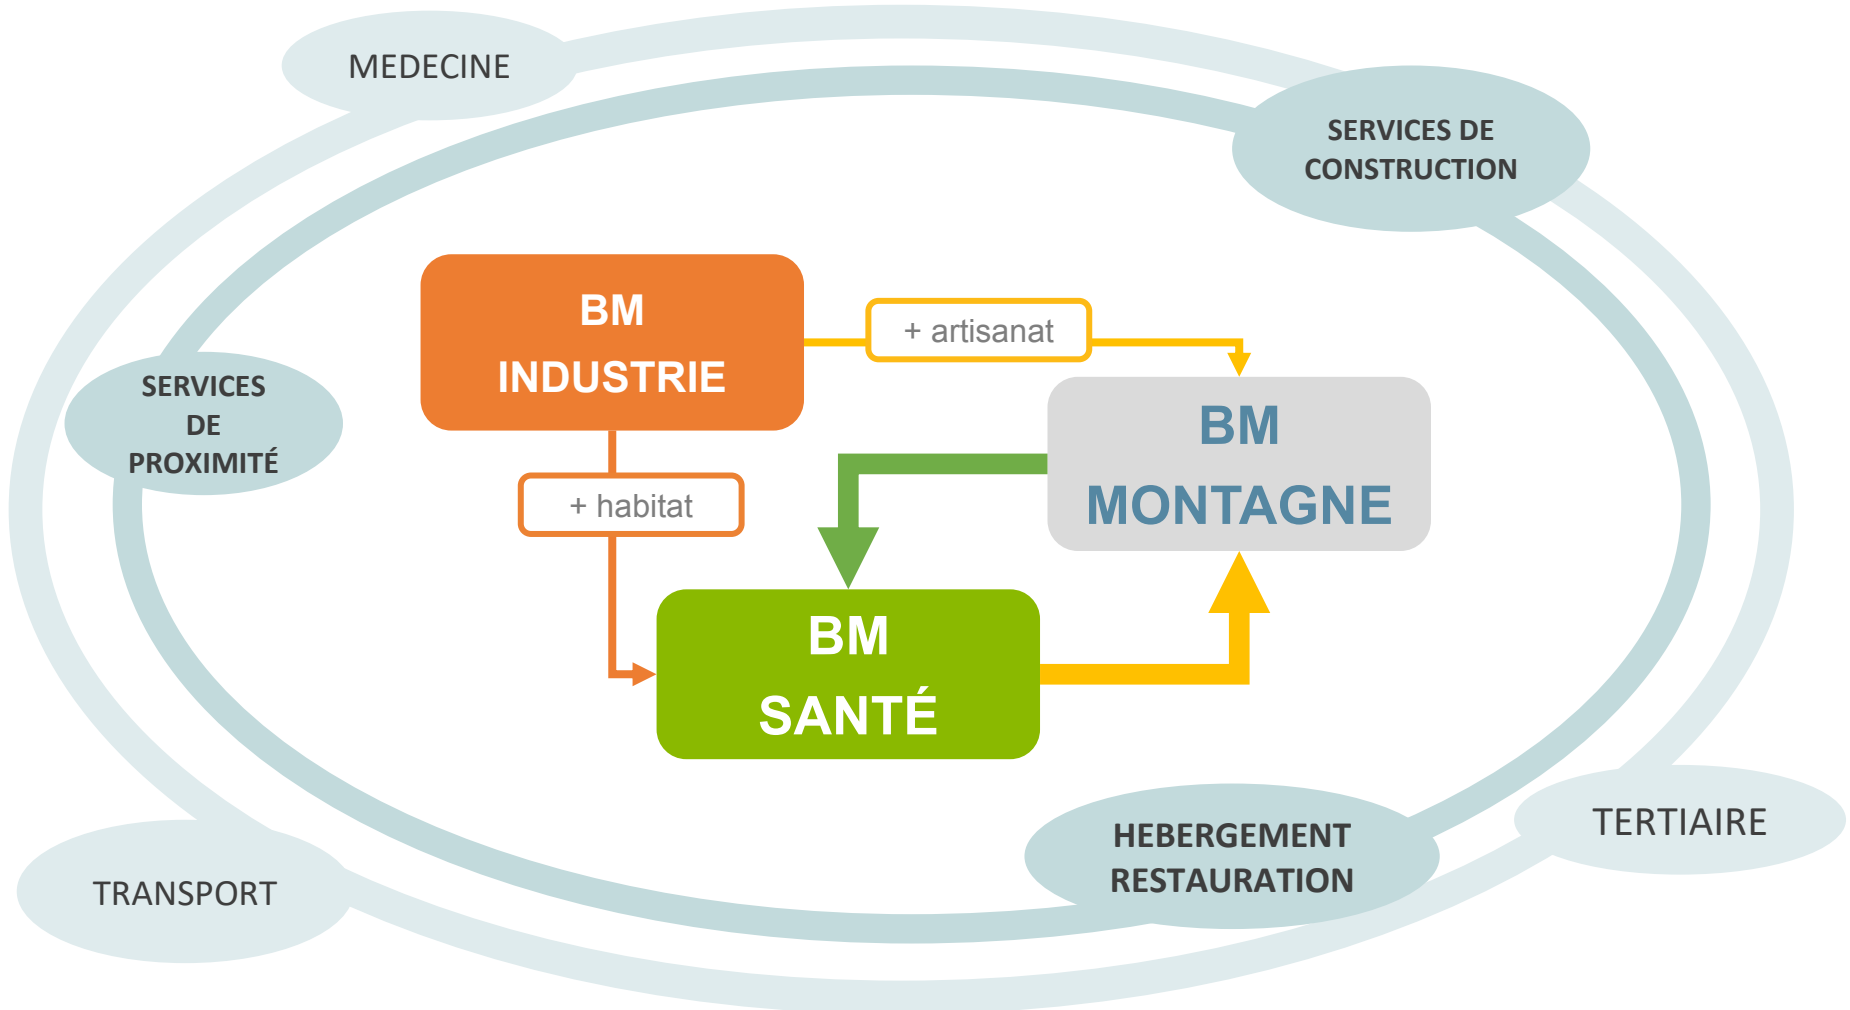 MEDECINE
SERVICES DE
CONSTRUCTION
BM
INDUSTRIE
+ artisanat
SERVICES
DE
PROXIMITÉ
BM
MONTAGNE
+ habitat
BM
SANTÉ
HEBERGEMENT
RESTAURATION
TERTIAIRE
TRANSPORT